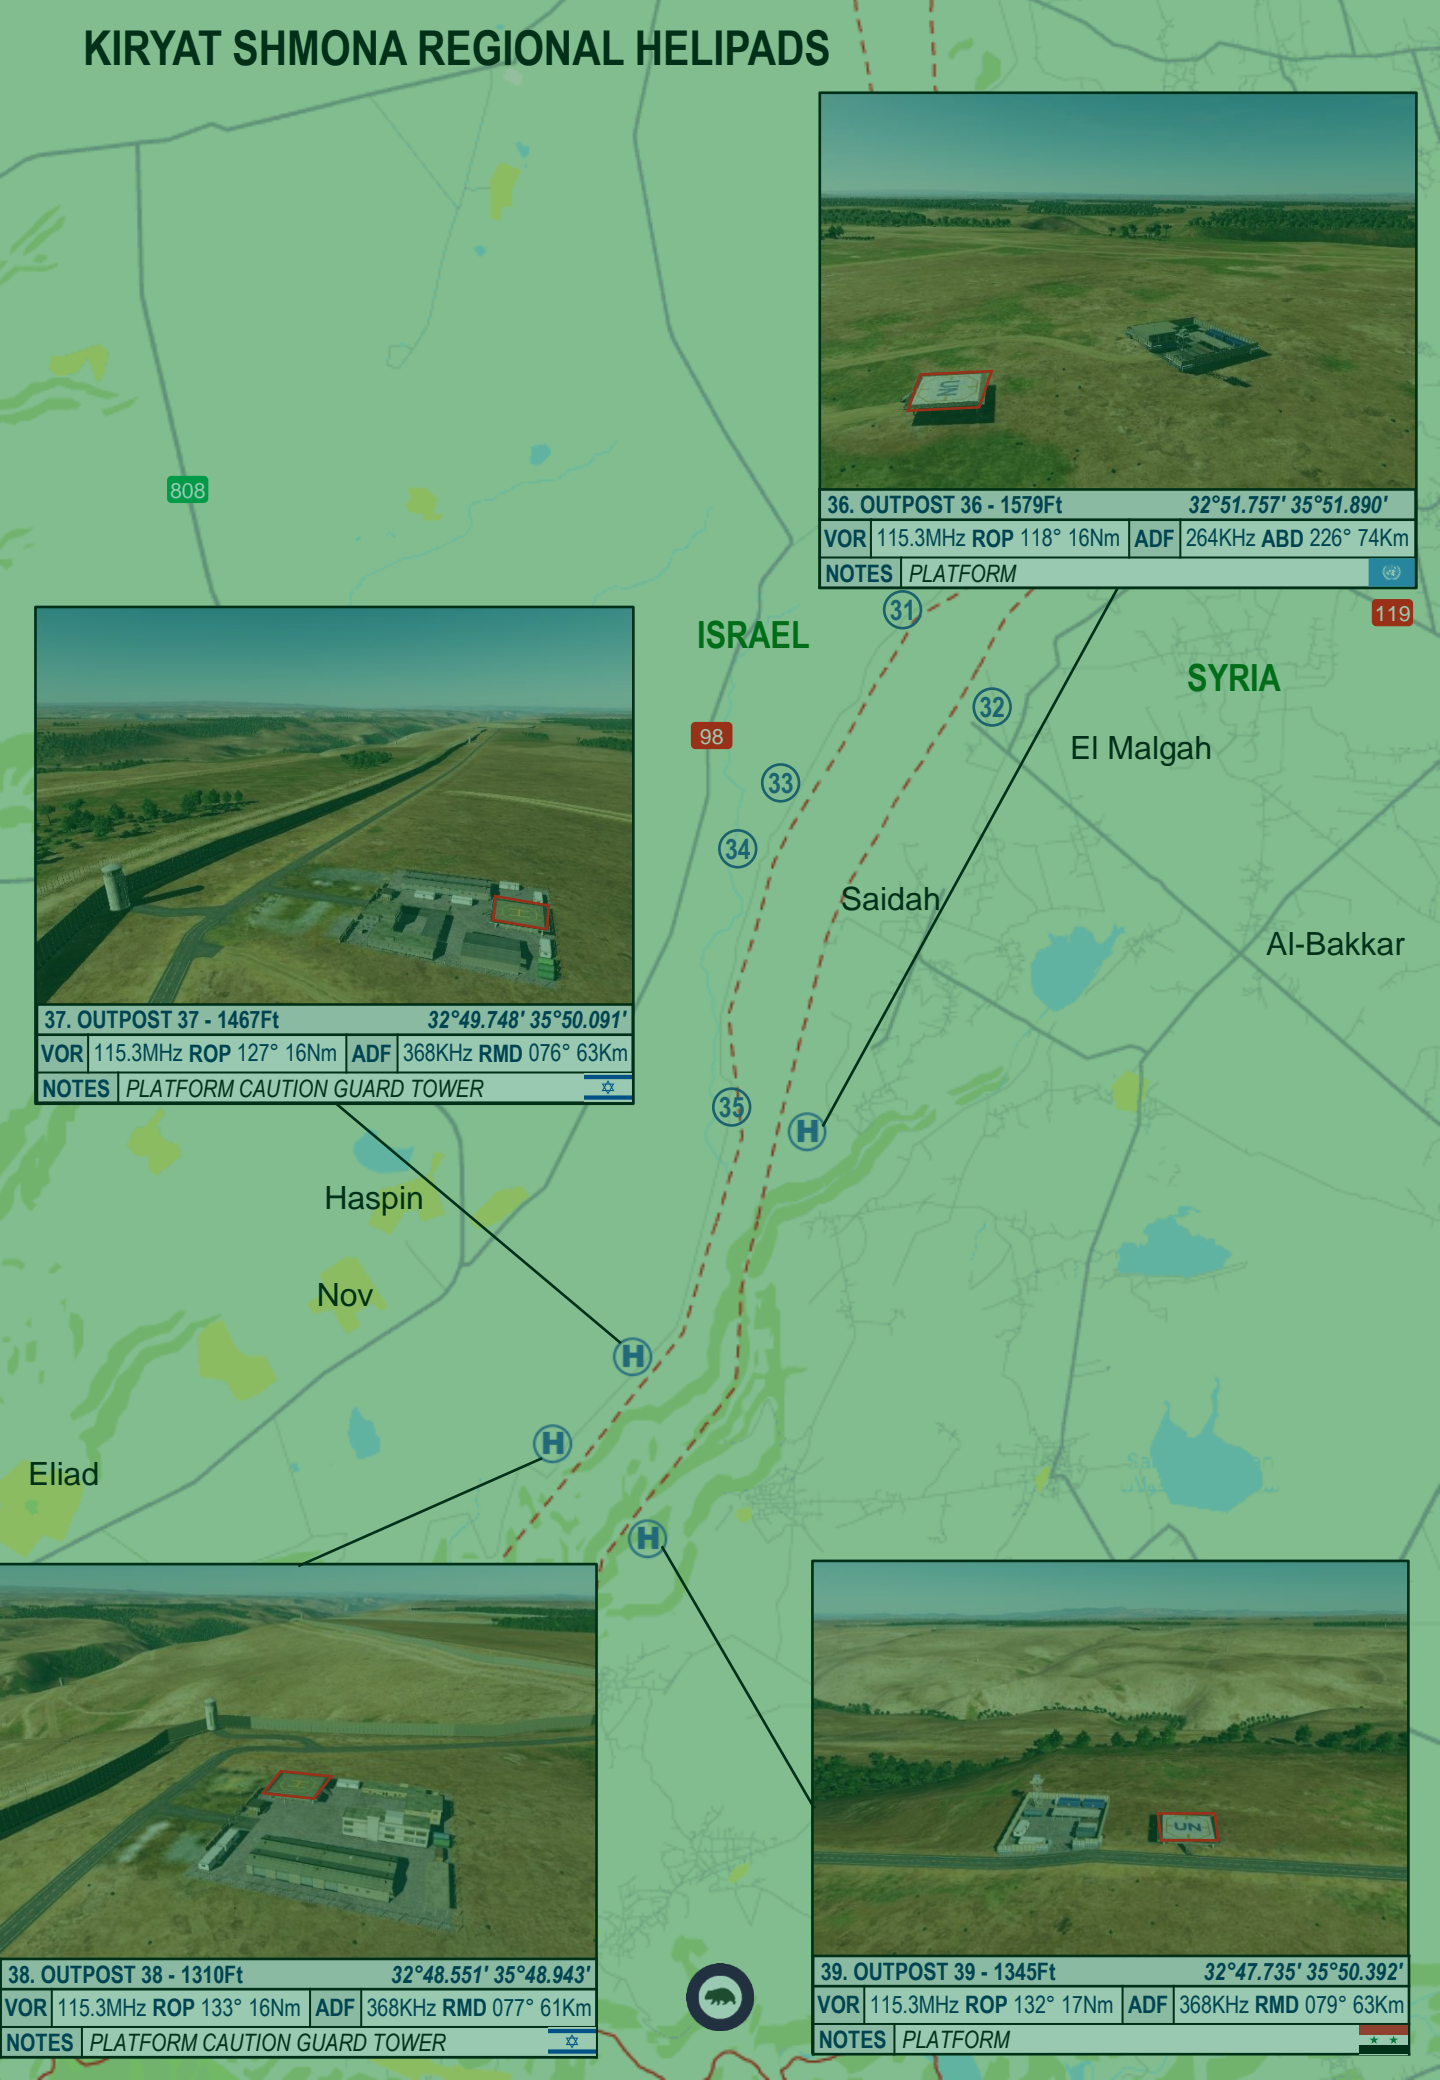 KIRYAT SHMONA REGIONAL HELIPADS
808
36. OUTPOST 36 - 1579Ft 32°51.757' 35°51.890'
VOR 115.3MHz ROP 118° 16Nm ADF 264KHz ABD 226° 74Km
NOTES PLATFORM
31
119
ISRAEL
SYRIA
32
98
El Malgah
33
34
Saidah
Al-Bakkar
37. OUTPOST 37 - 1467Ft 32°49.748' 35°50.091'
VOR 115.3MHz ROP 127° 16Nm ADF 368KHz RMD 076° 63Km
NOTES PLATFORM CAUTION GUARD TOWER
35
H
Haspin
Nov
H
H
Eliad
H
UN
UN
38. OUTPOST 38 - 1310Ft 32°48.551' 35°48.943'
VOR 115.3MHz ROP 133° 16Nm ADF 368KHz RMD 077° 61Km
NOTES PLATFORM CAUTION GUARD TOWER
39. OUTPOST 39 - 1345Ft 32°47.735' 35°50.392'
VOR 115.3MHz ROP 132° 17Nm ADF 368KHz RMD 079° 63Km
NOTES PLATFORM